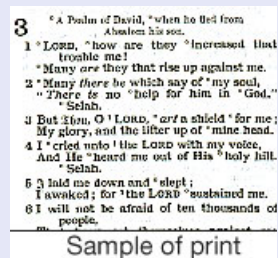 3
°A Psalm of David, °when he fled from
Absalom his son.
1 °LORD, °how are they °increased that
trouble me!
°Many are they that rise up against me.
2 °Many there be which say of °my soul,
"There is no °help for him in °God."
°Selah.
3 But Thou, O ¹LORD, °art a shield °for me;
My glory, and the lifter up of °mine head.
4 I °cried unto ¹the LORD with my voice,
And He °heard me out of His °holy hill.
°Selah.
5 I laid me down and °slept;
I awaked; for ¹the LORD °sustained me.
6 I will not be afraid of ten thousands of
people,
Sample of print